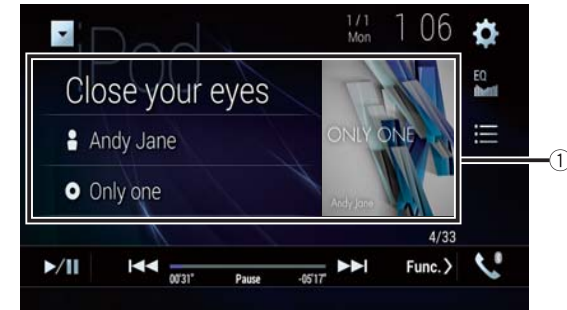 iPod
1/1
Mon
1 06
EQ
Close your eyes
Andy Jane
Only one
ONLY ONE
Andy Jane
1
4/33
00'31"
Pause
-05'17"
Func.